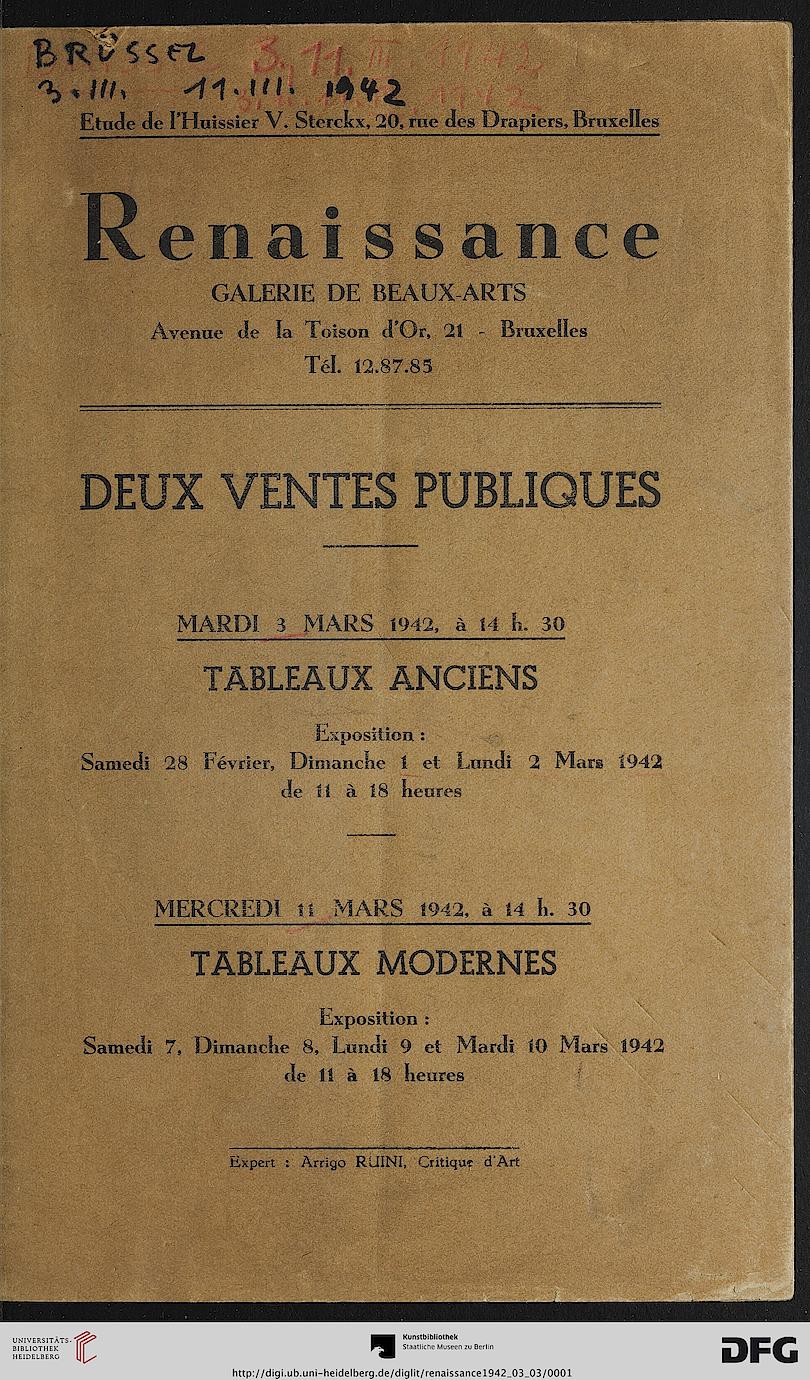 BRÜSSEL 3. 11. III. 1942
3.III. 11.III. 1942
Etude de l'Huissier V. Sterckx, 20, rue des Drapiers, Bruxelles
Renaissance
GALERIE DE BEAUX-ARTS
Avenue de la Toison d'Or, 21 - Bruxelles
Tél. 12.87.85
DEUX VENTES PUBLIQUES
MARDI 3 MARS 1942, à 14 h. 30
TABLEAUX ANCIENS
Exposition :
Samedi 28 Février, Dimanche 1 et Lundi 2 Mars 1942
de 11 à 18 heures
MERCREDI 11 MARS 1942, à 14 h. 30
TABLEAUX MODERNES
Exposition :
Samedi 7, Dimanche 8, Lundi 9 et Mardi 10 Mars 1942
de 11 à 18 heures
Expert : Arrigo RUINI, Critique d'Art
UNIVERSITÄTS-
BIBLIOTHEK
HEIDELBERG
Kunstbibliothek
Staatliche Museen zu Berlin
DFG
http://digi.ub.uni-heidelberg.de/diglit/renaissance1942_03_03/0001